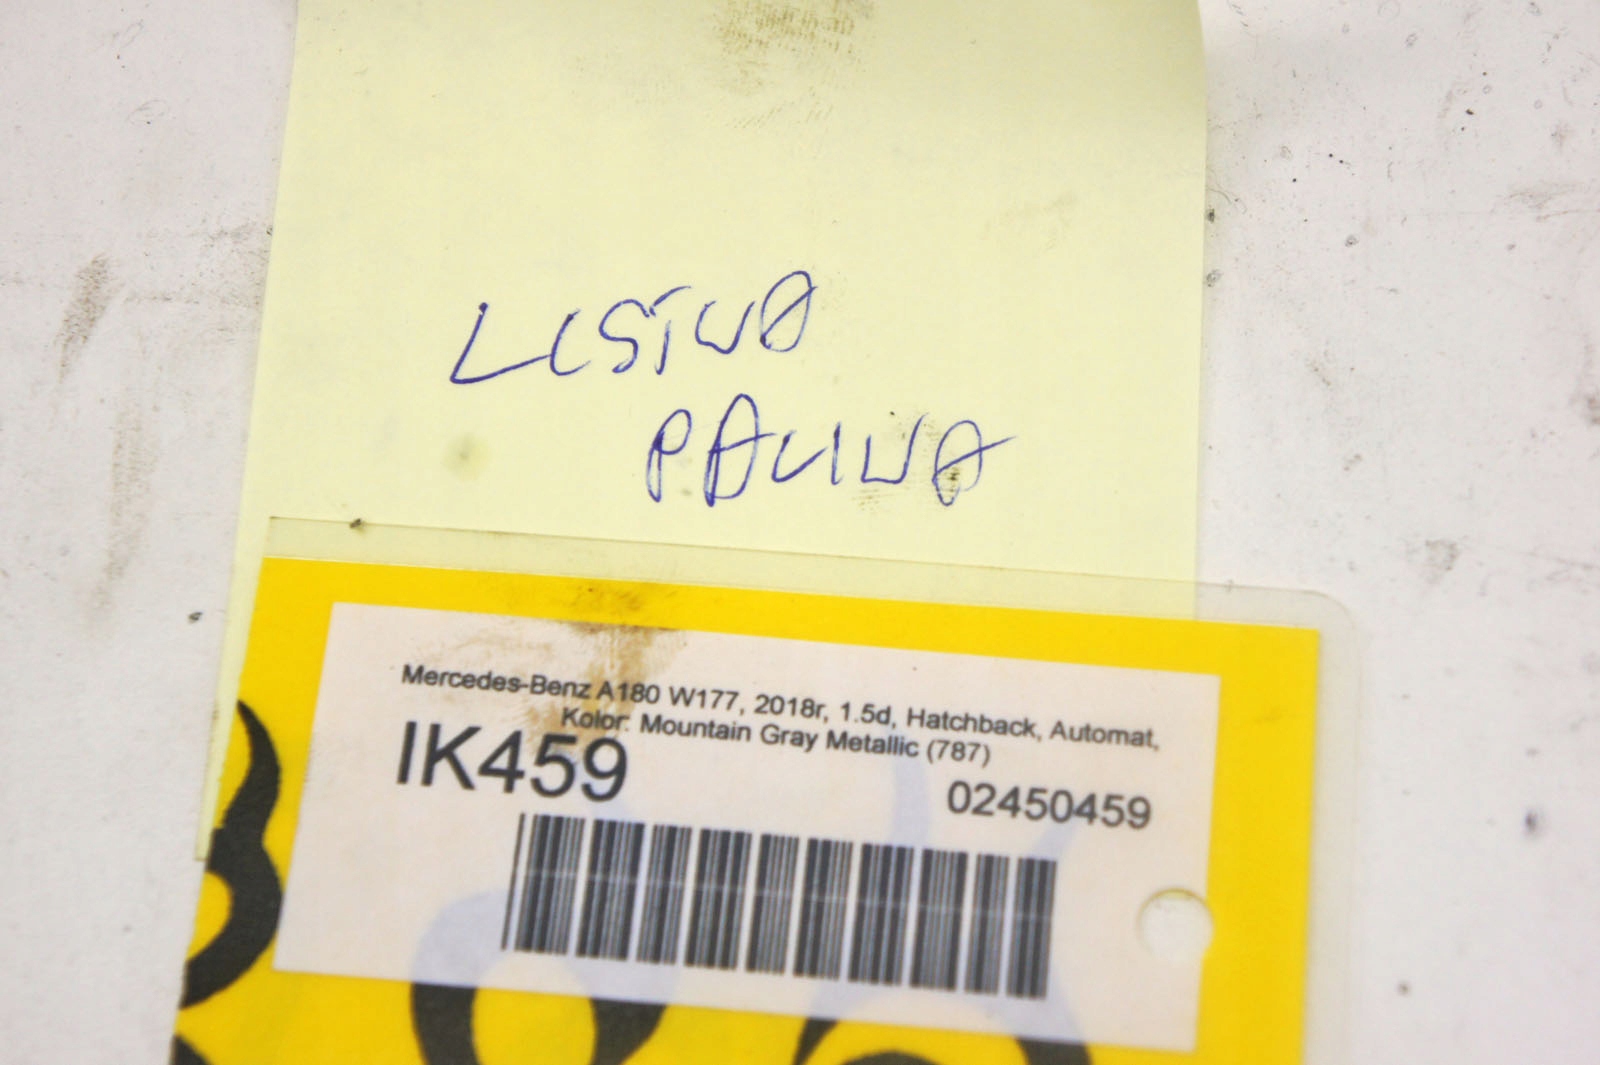 LISTWA
PALIWA
Mercedes-Benz A180 W177, 2018r, 1.5d, Hatchback, Automat,
Kolor: Mountain Gray Metallic (787)
IK459
02450459